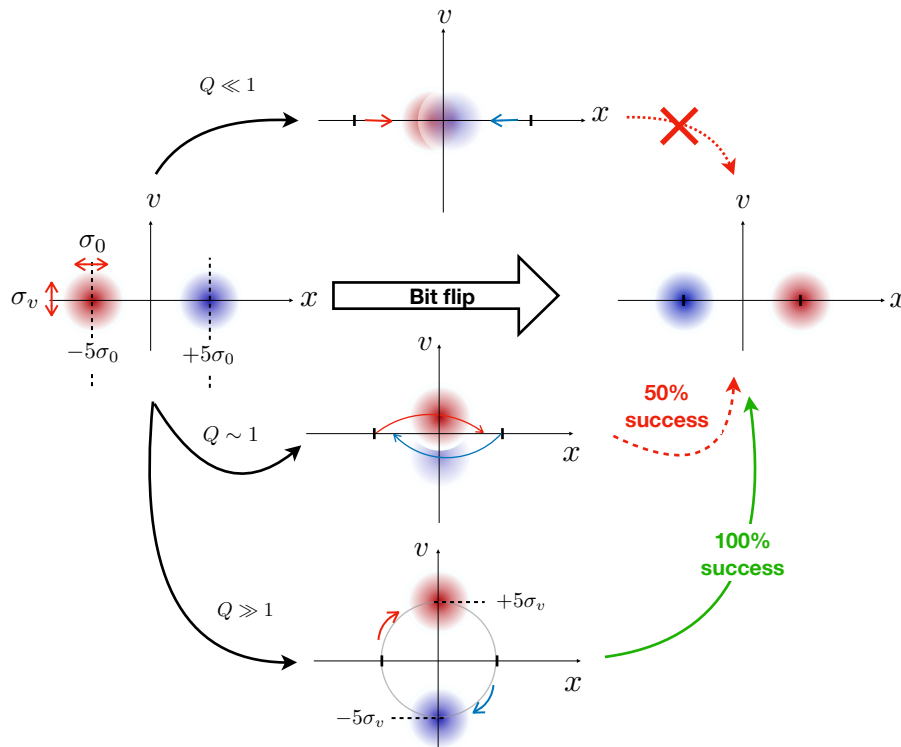 v
Q ≪ 1
x
v
v
σ₀
σᵥ
x
−5σ₀
+5σ₀
Bit flip
x
v
Q ∼ 1
x
50%
success
v
Q ≫ 1
+5σᵥ
−5σᵥ
x
100%
success